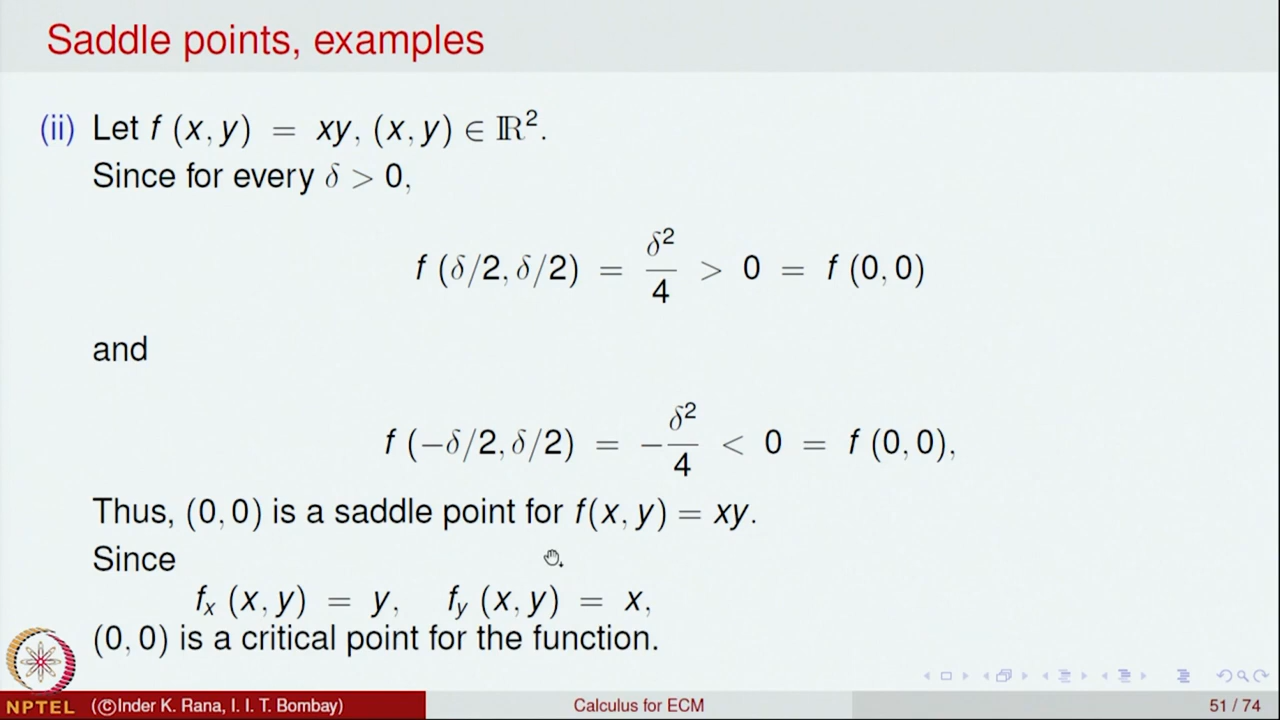 Saddle points, examples
(ii) Let f (x, y) = xy, (x, y) ∈ ℝ².
Since for every δ > 0,
f (δ/2, δ/2) = δ²/4 > 0 = f (0, 0)
and
f (−δ/2, δ/2) = −δ²/4 < 0 = f (0, 0),
Thus, (0, 0) is a saddle point for f(x, y) = xy.
Since
fₓ (x, y) = y, f_y (x, y) = x,
(0, 0) is a critical point for the function.
NPTEL (©Inder K. Rana, I. I. T. Bombay) Calculus for ECM 51 / 74